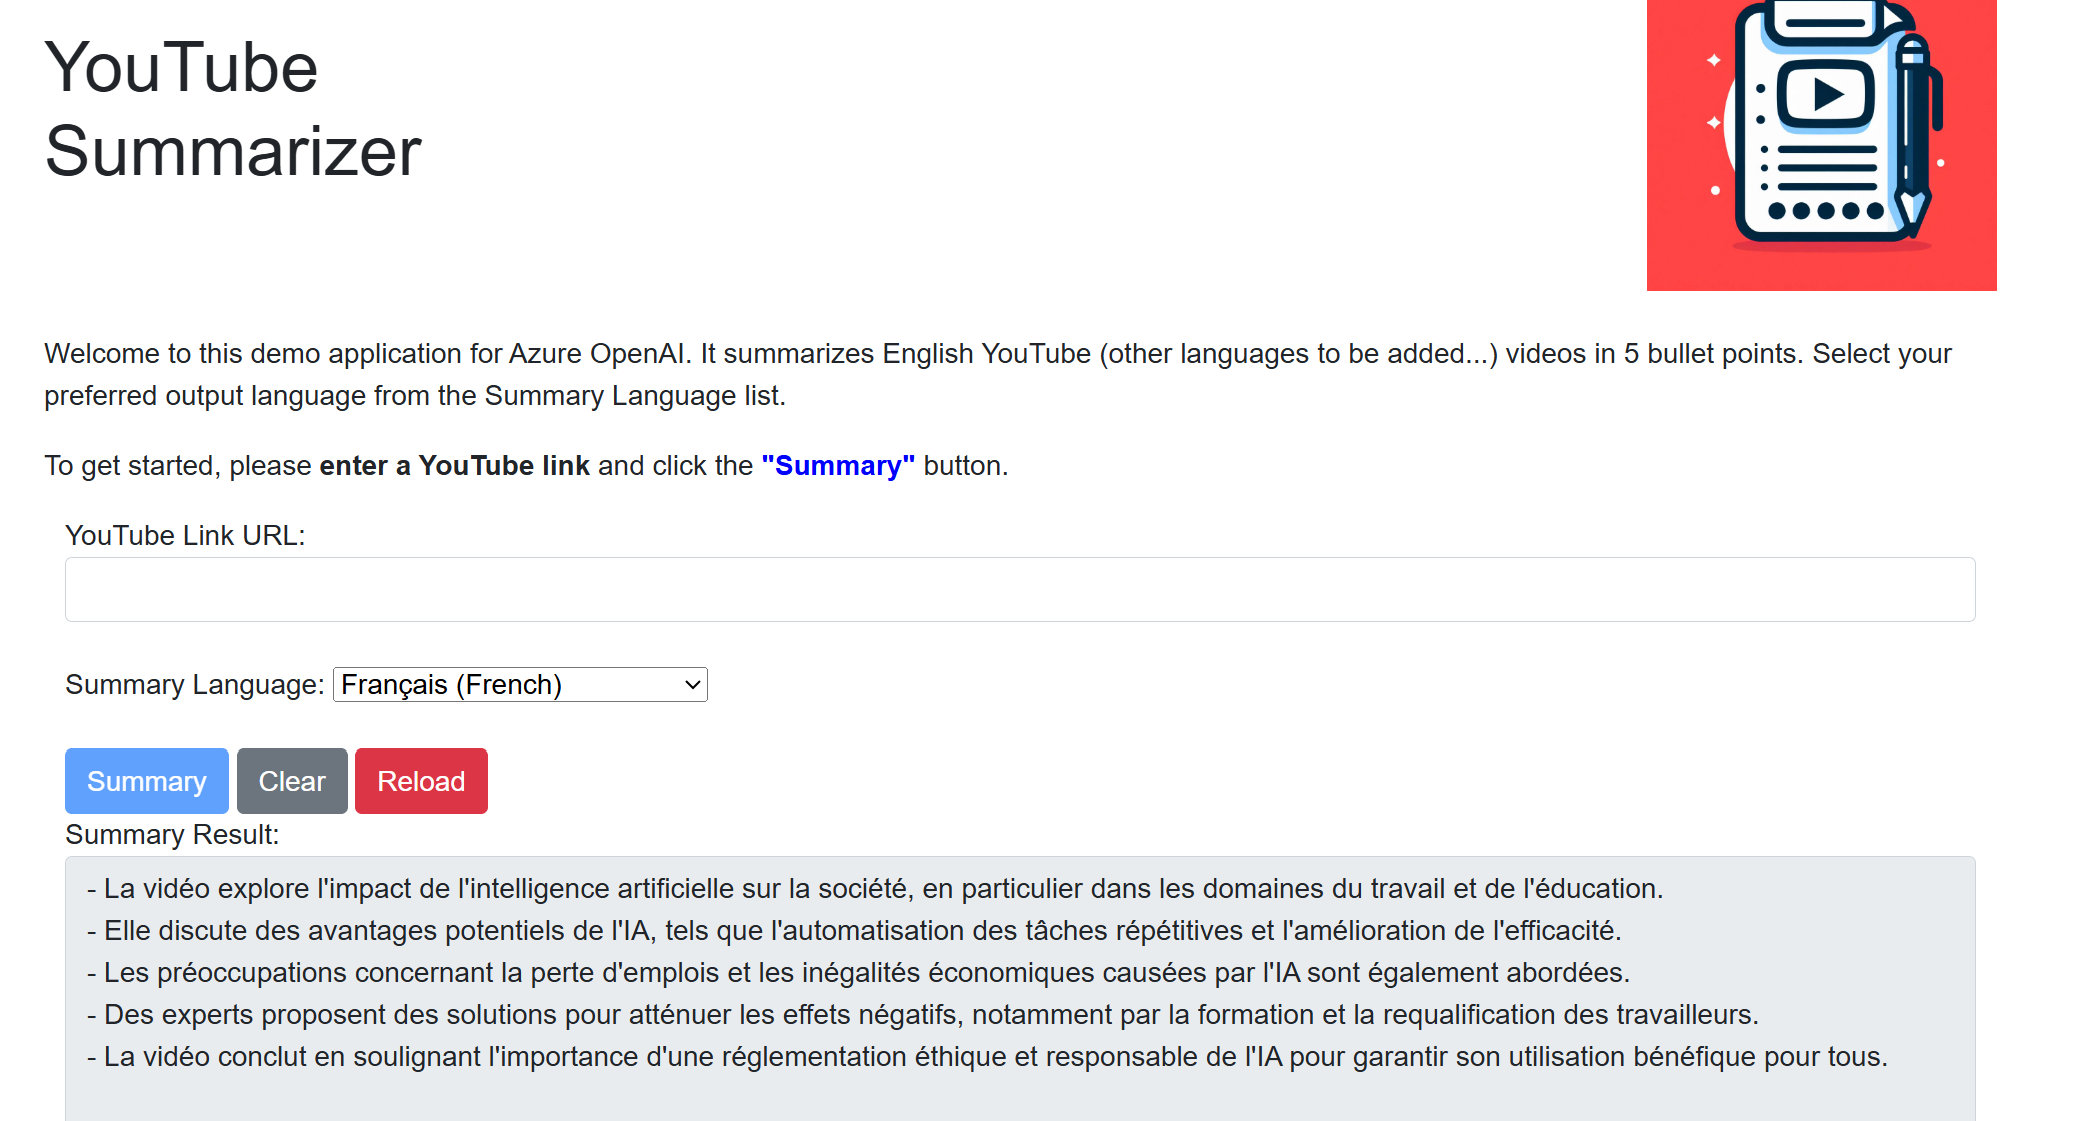 YouTube
Summarizer
Welcome to this demo application for Azure OpenAI. It summarizes English YouTube (other languages to be added...) videos in 5 bullet points. Select your
preferred output language from the Summary Language list.
To get started, please enter a YouTube link and click the "Summary" button.
YouTube Link URL:
Summary Language: Français (French)
Summary Clear Reload
Summary Result:
- La vidéo explore l'impact de l'intelligence artificielle sur la société, en particulier dans les domaines du travail et de l'éducation.
- Elle discute des avantages potentiels de l'IA, tels que l'automatisation des tâches répétitives et l'amélioration de l'efficacité.
- Les préoccupations concernant la perte d'emplois et les inégalités économiques causées par l'IA sont également abordées.
- Des experts proposent des solutions pour atténuer les effets négatifs, notamment par la formation et la requalification des travailleurs.
- La vidéo conclut en soulignant l'importance d'une réglementation éthique et responsable de l'IA pour garantir son utilisation bénéfique pour tous.